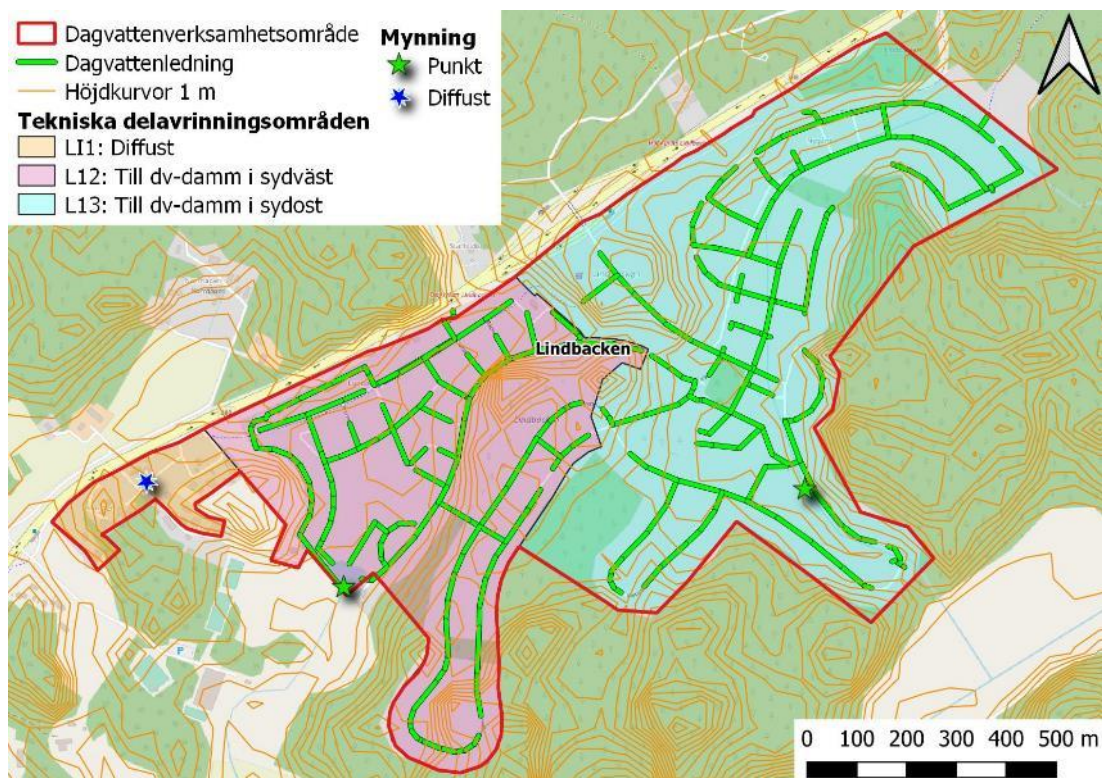 Dagvattenverksamhetsområde
Dagvattenledning
Höjdkurvor 1 m
Tekniska delavrinningsområden
LI1: Diffust
L12: Till dv-damm i sydväst
L13: Till dv-damm i sydost
Mynning
Punkt
Diffust
Lindbacken
P
0 100 200 300 400 500 m